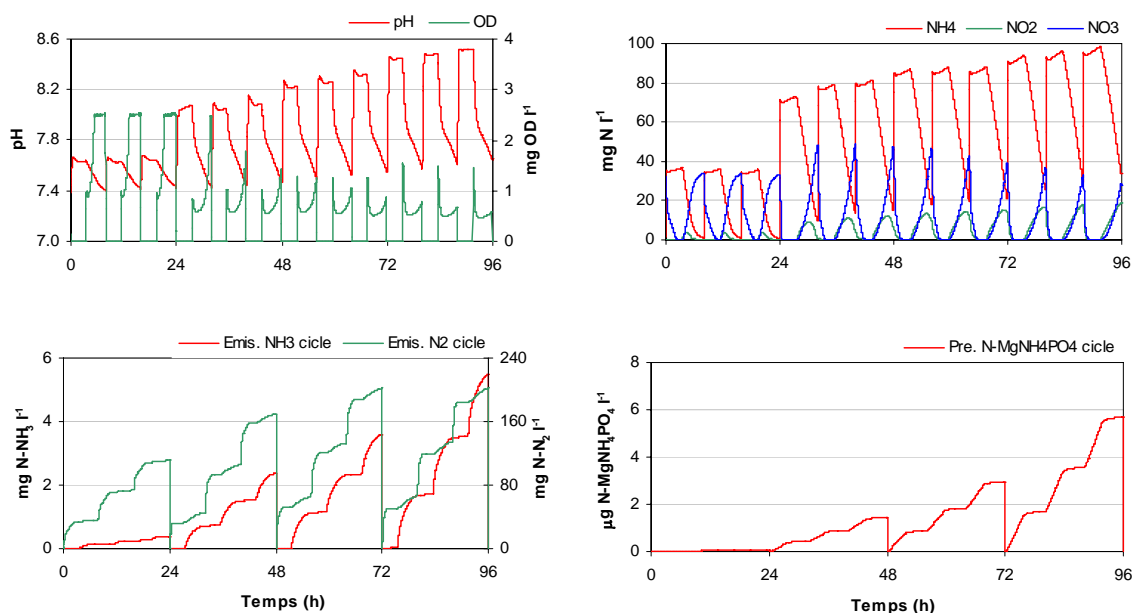 pH OD
8.6
8.2
7.8
7.4
7.0
pH
4
3
2
1
0
mg OD l-1
0 24 48 72 96
NH4 NO2 NO3
100
80
60
40
20
0
mg N l-1
0 24 48 72 96
Emis. NH3 cicle Emis. N2 cicle
6
4
2
0
mg N-NH3 l-1
240
160
80
0
mg N-N2 l-1
0 24 48 72 96
Temps (h)
Pre. N-MgNH4PO4 cicle
8
6
4
2
0
µg N-MgNH4PO4 l-1
0 24 48 72 96
Temps (h)